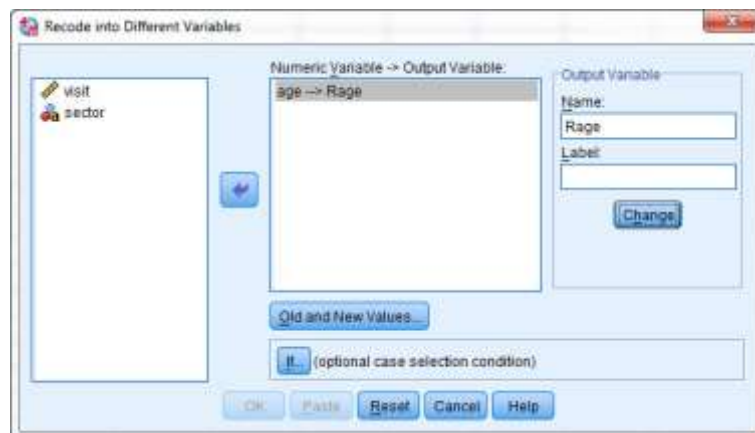 Recode into Different Variables
visit
sector
Numeric Variable -> Output Variable:
age --> Rage
Output Variable
Name:
Rage
Label:
Change
Old and New Values...
If... (optional case selection condition)
OK Paste Reset Cancel Help